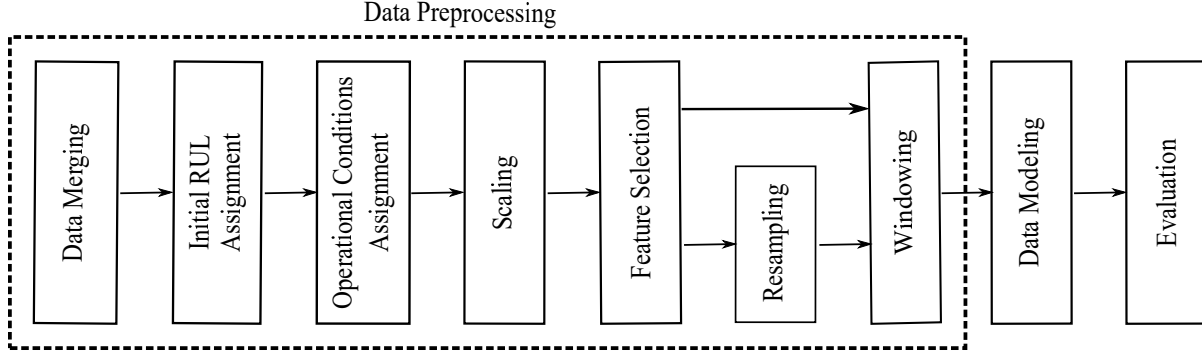 Data Preprocessing
Data Merging
Initial RUL
Assignment
Operational Conditions
Assignment
Scaling
Feature Selection
Resampling
Windowing
Data Modeling
Evaluation